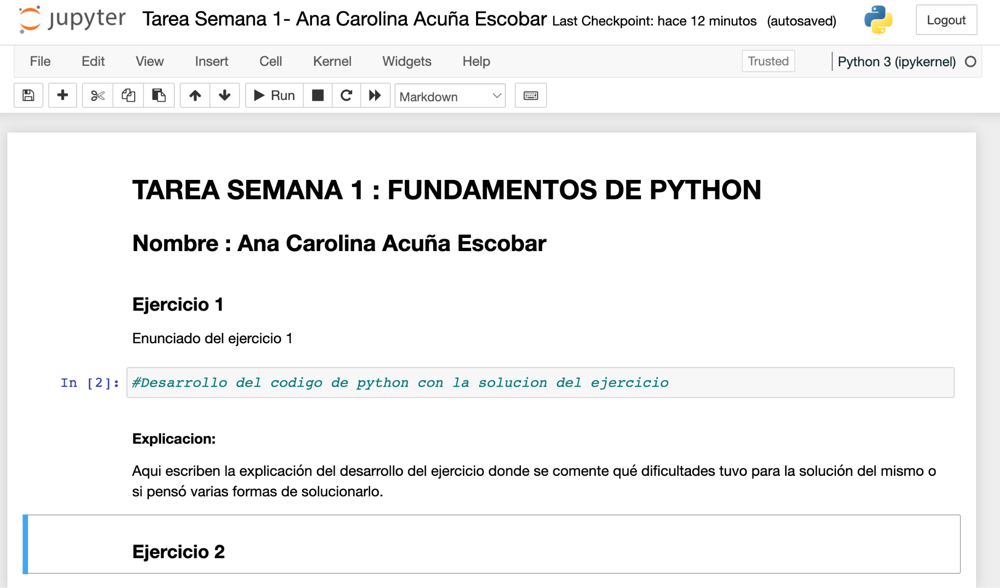 jupyter Tarea Semana 1- Ana Carolina Acuña Escobar Last Checkpoint: hace 12 minutos (autosaved) Logout
File Edit View Insert Cell Kernel Widgets Help Trusted Python 3 (ipykernel)
Run Markdown
TAREA SEMANA 1 : FUNDAMENTOS DE PYTHON
Nombre : Ana Carolina Acuña Escobar
Ejercicio 1
Enunciado del ejercicio 1
In [2]: #Desarrollo del codigo de python con la solucion del ejercicio
Explicacion:
Aqui escriben la explicación del desarrollo del ejercicio donde se comente qué dificultades tuvo para la solución del mismo o
si pensó varias formas de solucionarlo.
Ejercicio 2